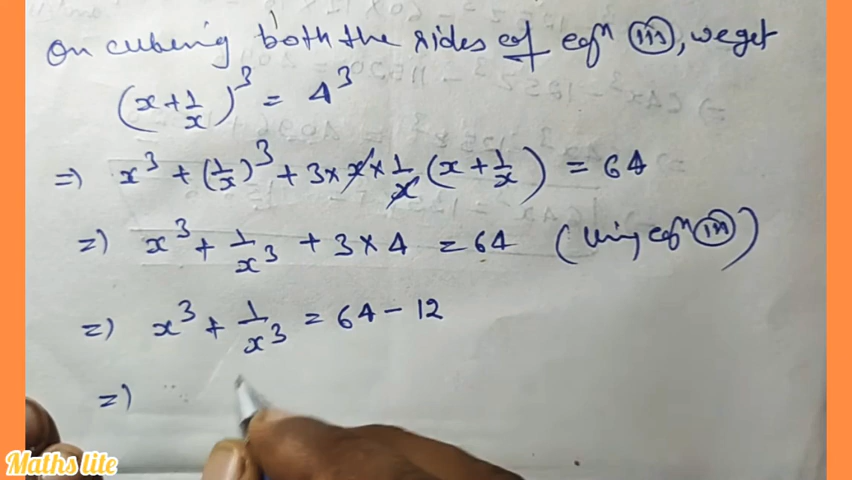 On cubing both the sides of eqⁿ (iii), we get
(x + 1/x)³ = 4³
=) x³ + (1/x)³ + 3 × x × 1/x (x + 1/x) = 64
=) x³ + 1/x³ + 3 × 4 = 64 (Using eqⁿ (iii))
=) x³ + 1/x³ = 64 - 12
=)
Maths lite